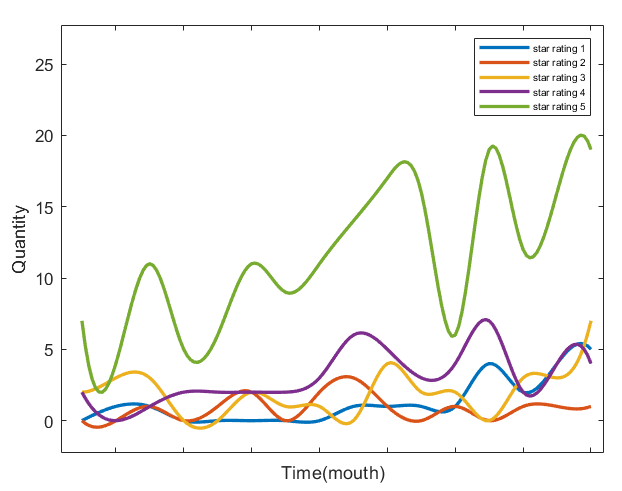 25
20
15
10
5
0
Quantity
Time(mouth)
star rating 1
star rating 2
star rating 3
star rating 4
star rating 5